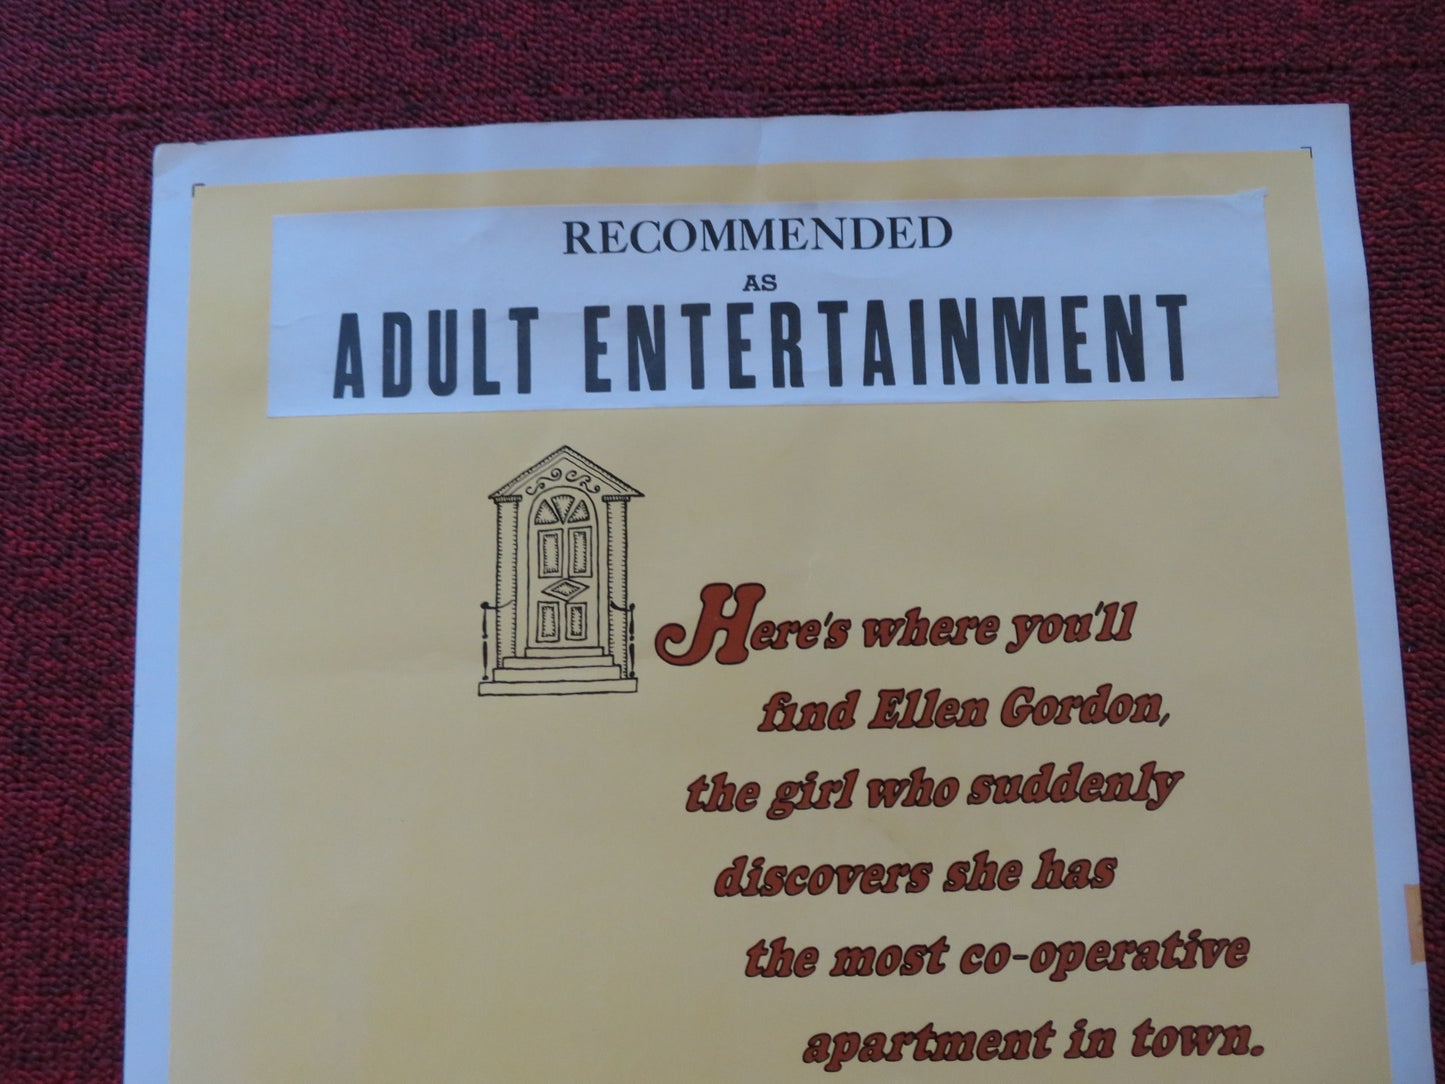 RECOMMENDED
AS
ADULT ENTERTAINMENT
Here's where you'll
find Ellen Gordon,
the girl who suddenly
discovers she has
the most co-operative
apartment in town.